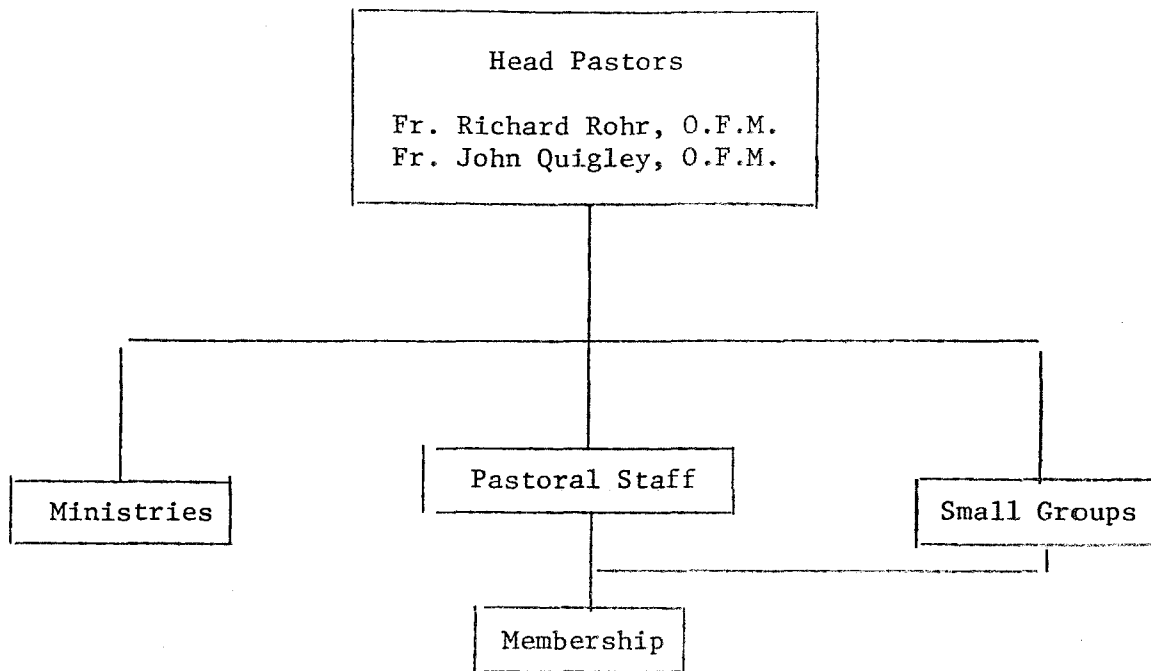 Head Pastors
Fr. Richard Rohr, O.F.M.
Fr. John Quigley, O.F.M.
Ministries
Pastoral Staff
Small Groups
Membership